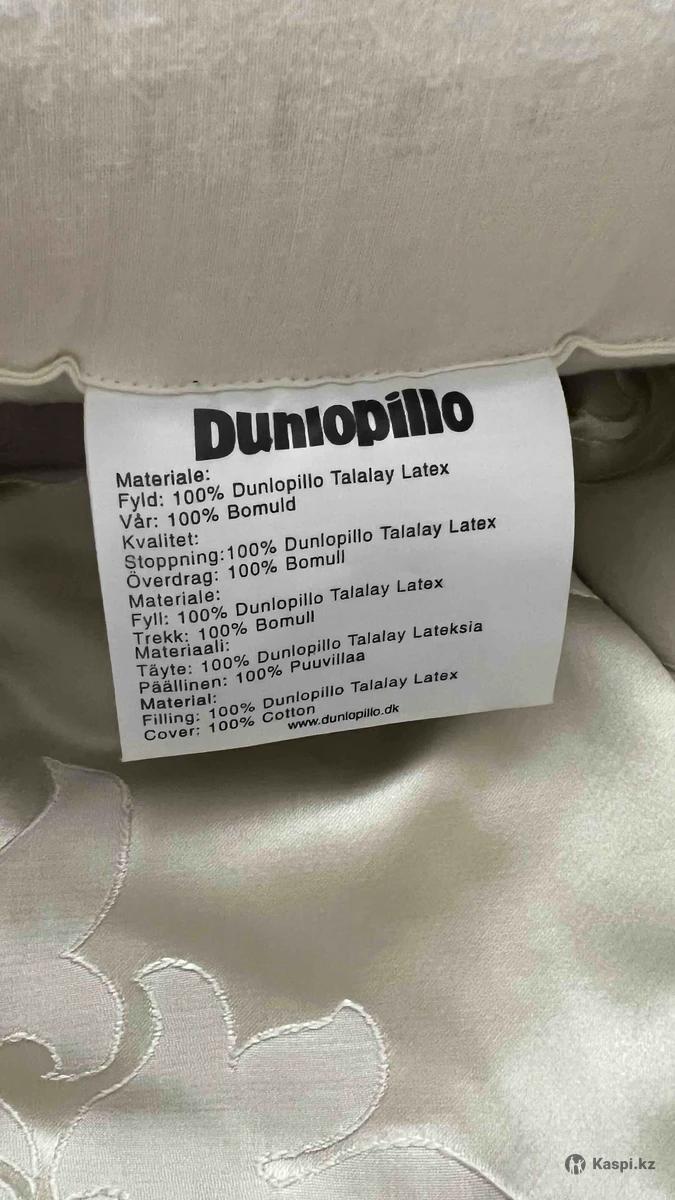 Dunlopillo
Materiale:
Fyld: 100% Dunlopillo Talalay Latex
Vår: 100% Bomuld
Kvalitet:
Stoppning:100% Dunlopillo Talalay Latex
Överdrag: 100% Bomull
Materiale:
Fyll: 100% Dunlopillo Talalay Latex
Trekk: 100% Bomull
Materiaali:
Täyte: 100% Dunlopillo Talalay Lateksia
Päällinen: 100% Puuvillaa
Material:
Filling: 100% Dunlopillo Talalay Latex
Cover: 100% Cotton
www.dunlopillo.dk
Kaspi.kz